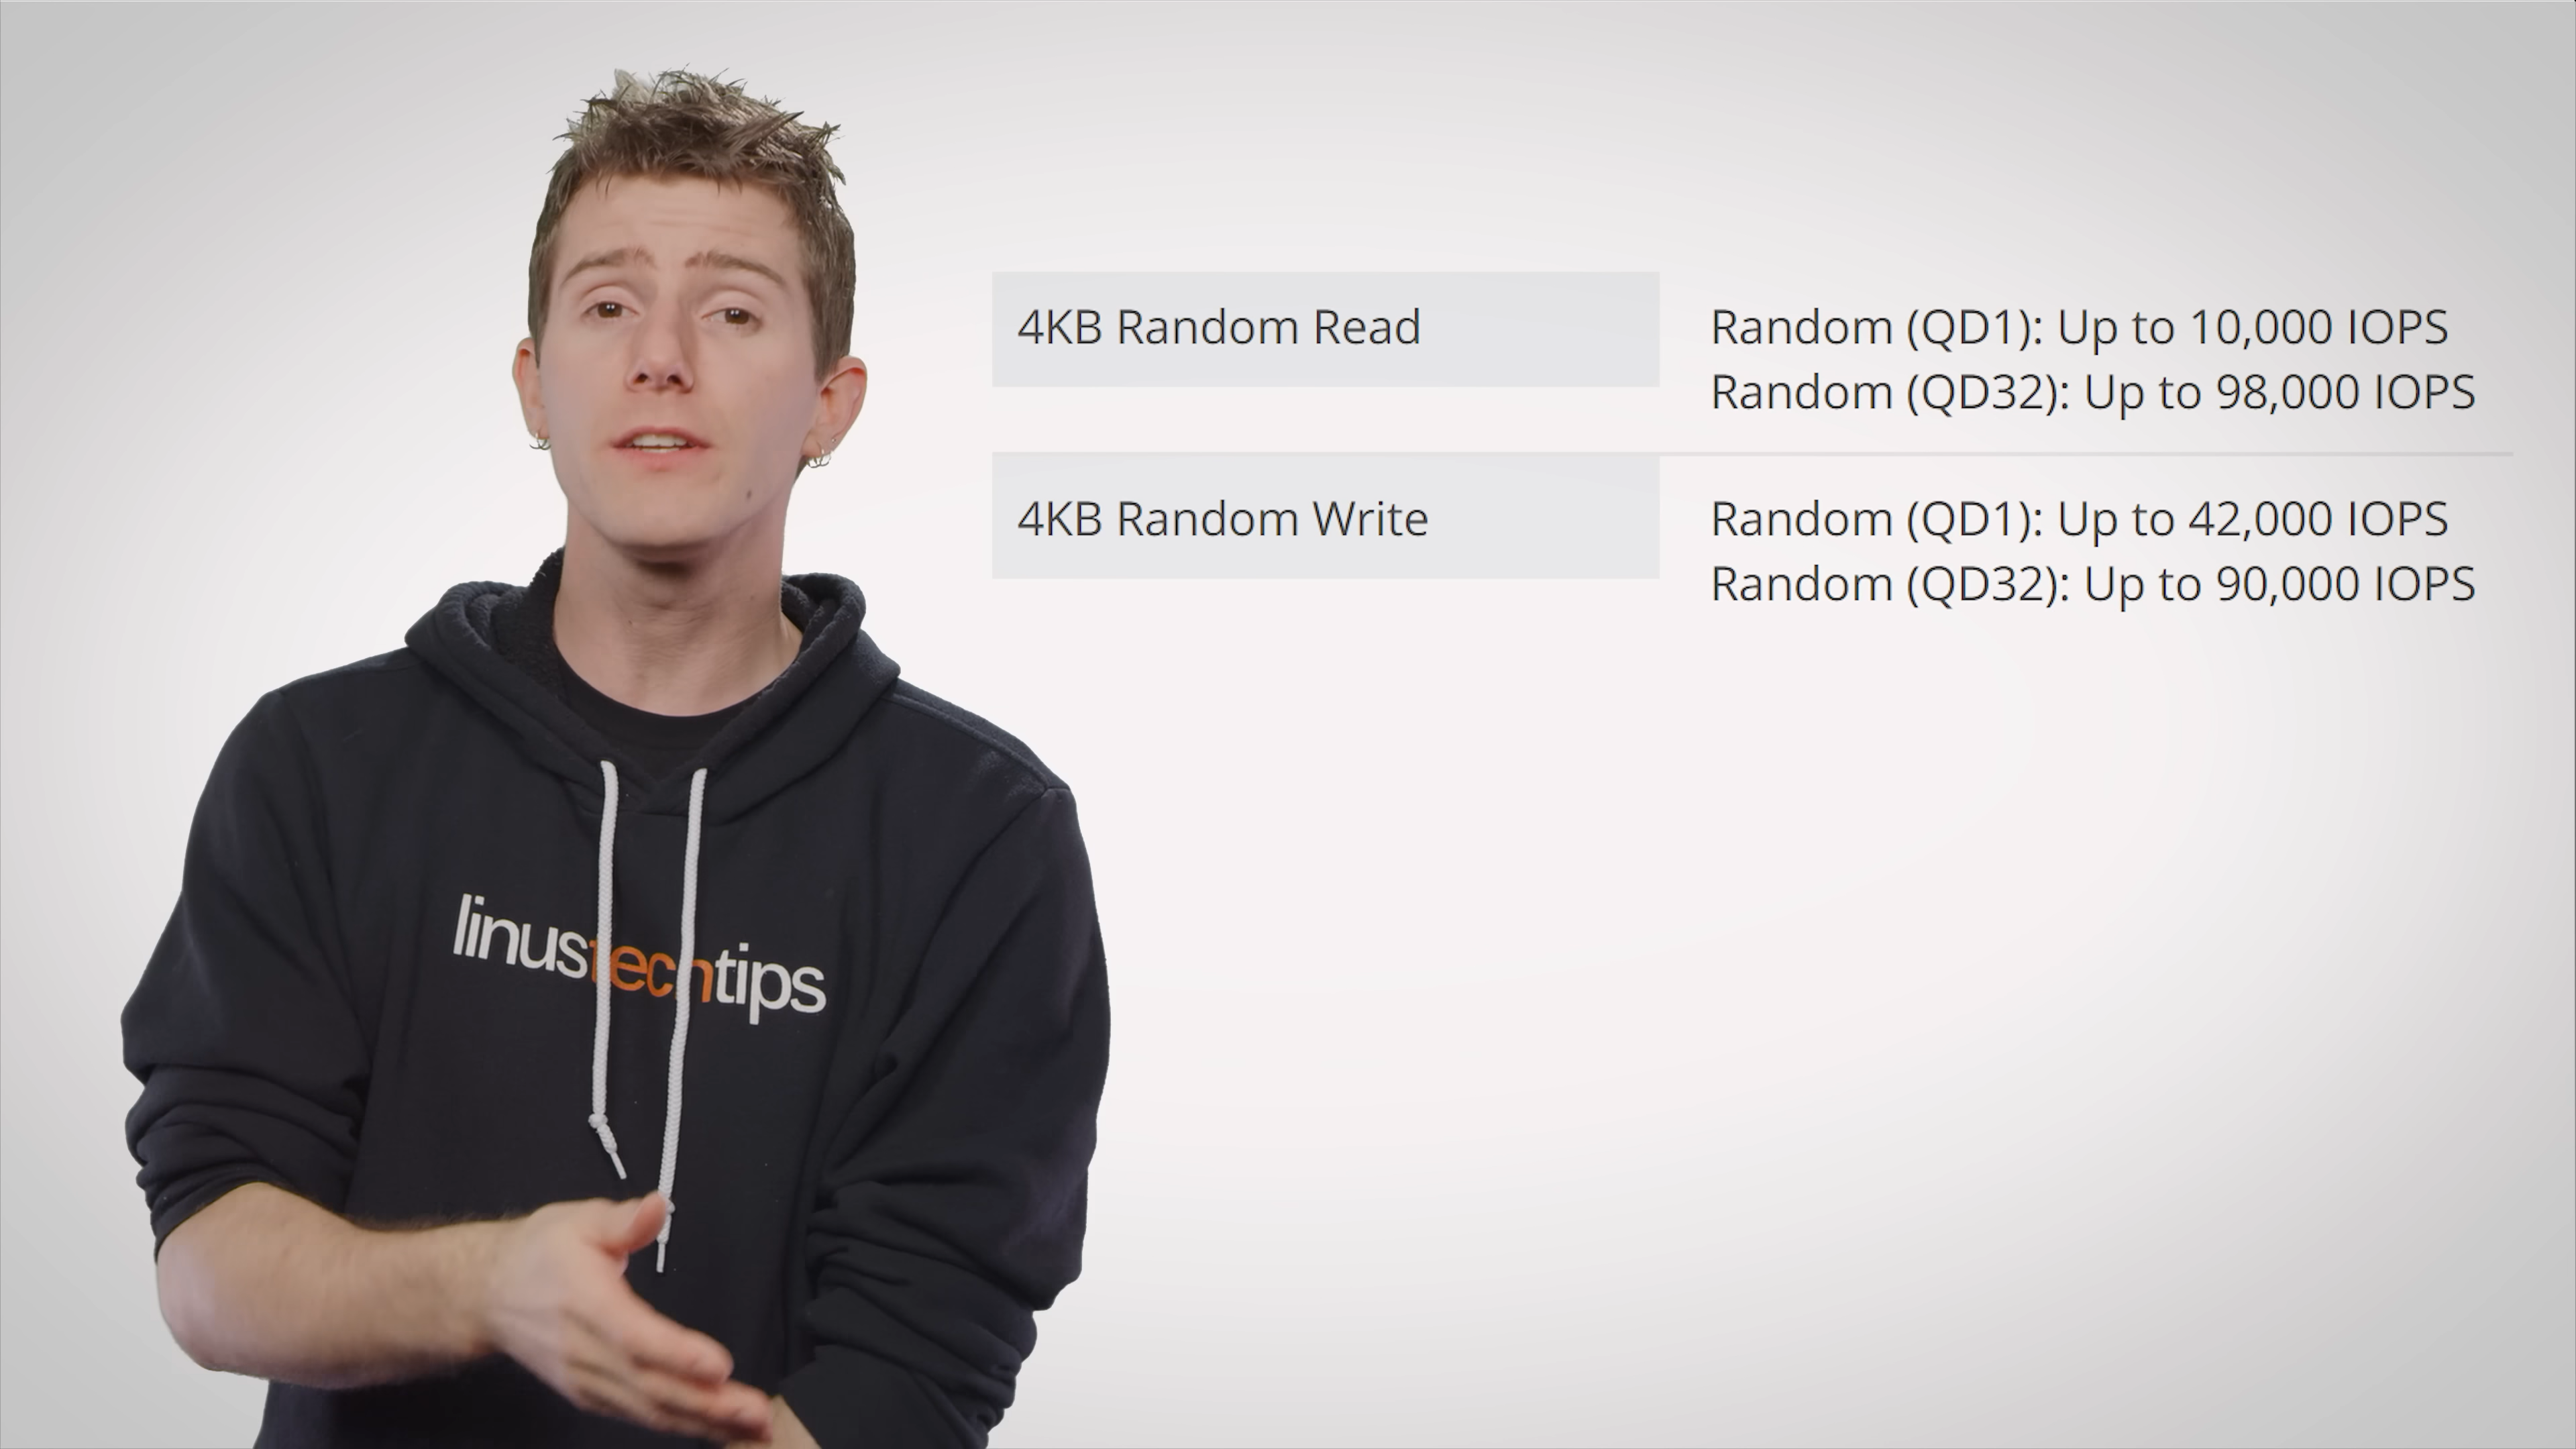 4KB Random Read
Random (QD1): Up to 10,000 IOPS
Random (QD32): Up to 98,000 IOPS
4KB Random Write
Random (QD1): Up to 42,000 IOPS
Random (QD32): Up to 90,000 IOPS
linustechtips